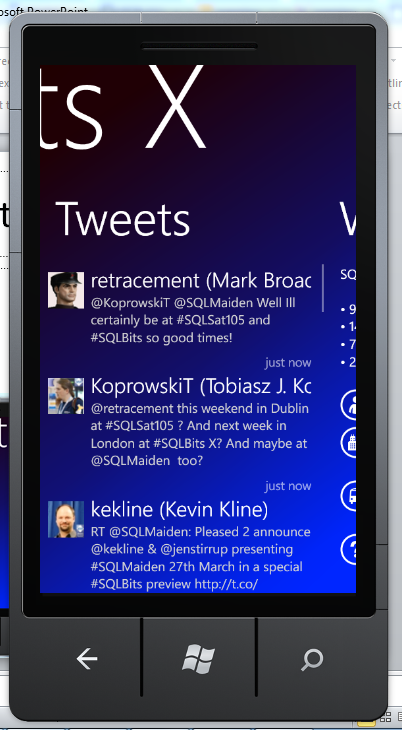 osoft PowerPoint
ts X
Tweets
retracement (Mark Broac
@KoprowskiT @SQLMaiden Well Ill
certainly be at #SQLSat105 and
#SQLBits so good times!
just now
KoprowskiT (Tobiasz J. Kc
@retracement this weekend in Dublin
at #SQLSat105 ? And next week in
London at #SQLBits X? And maybe at
@SQLMaiden  too?
just now
kekline (Kevin Kline)
RT @SQLMaiden: Pleased 2 announce
@kekline & @jenstirrup presenting
#SQLMaiden 27th March in a special
#SQLBits preview http://t.co/
SQ
• 9
• 14
• 7
• 2